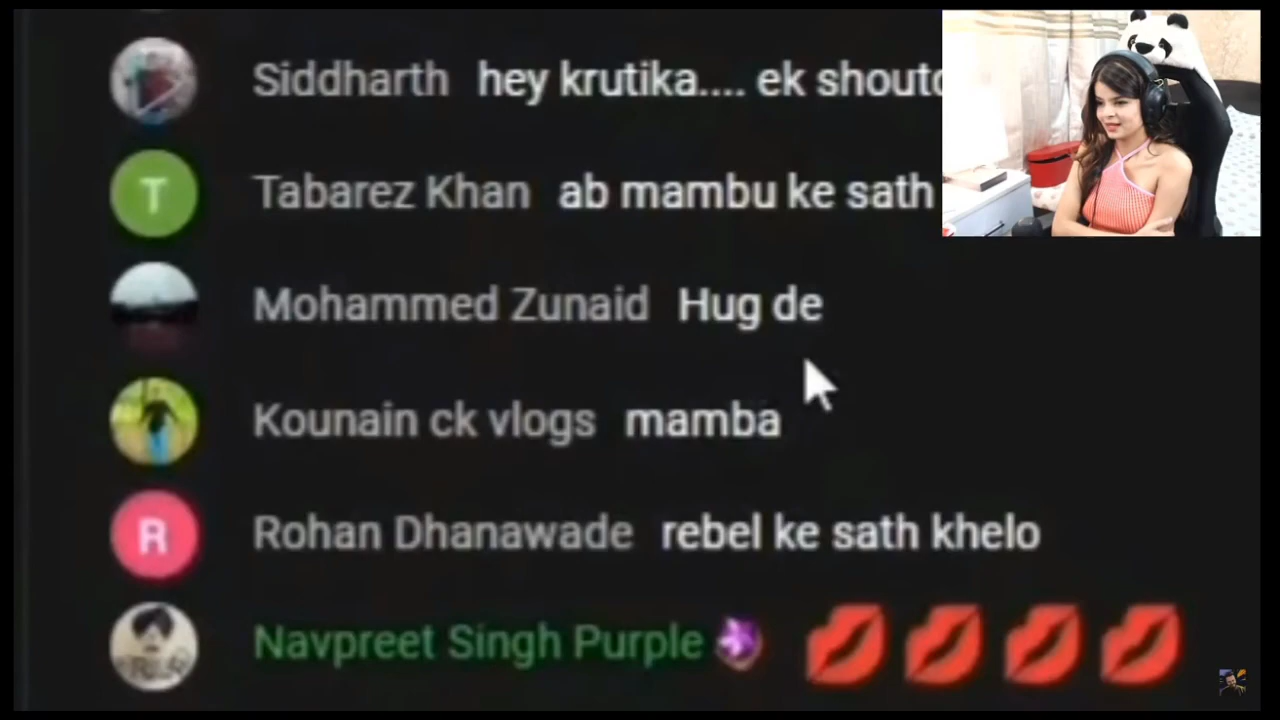 Siddharth hey krutika.... ek shout
T Tabarez Khan ab mambu ke sath
Mohammed Zunaid Hug de
Kounain ck vlogs mamba
R Rohan Dhanawade rebel ke sath khelo
Navpreet Singh Purple 💋 💋 💋 💋